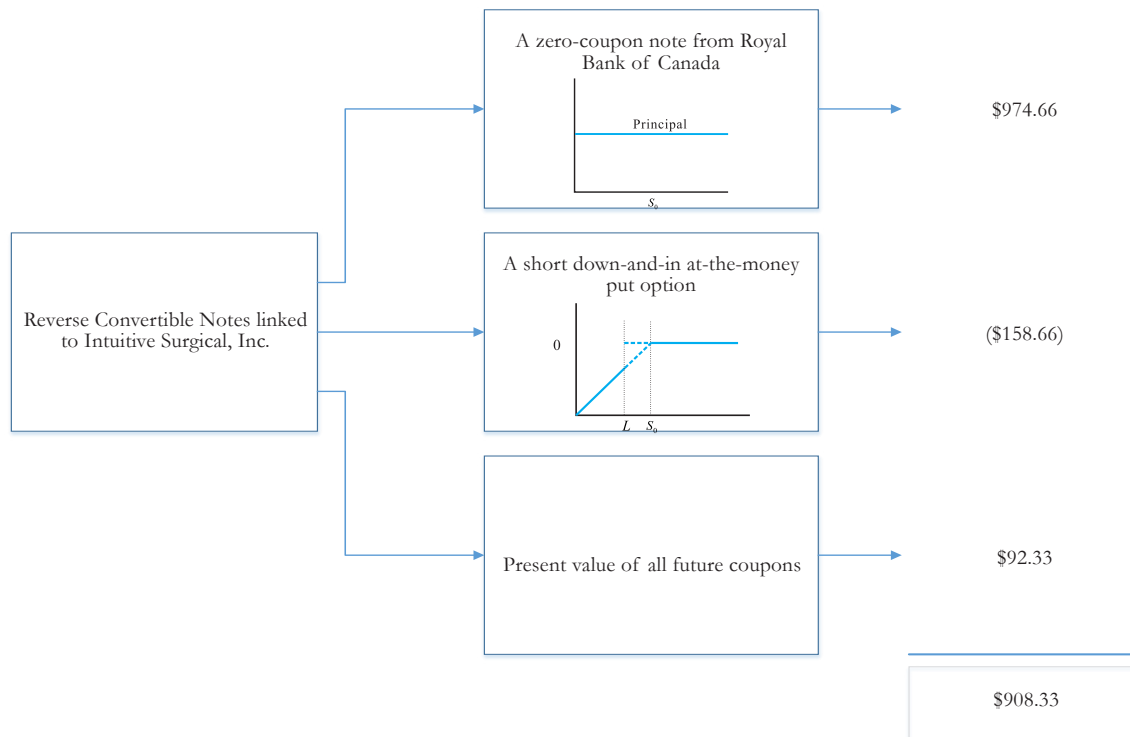 A zero-coupon note from Royal
Bank of Canada
Principal
S₀
$974.66
Reverse Convertible Notes linked
to Intuitive Surgical, Inc.
A short down-and-in at-the-money
put option
0
L S₀
($158.66)
Present value of all future coupons
$92.33
$908.33